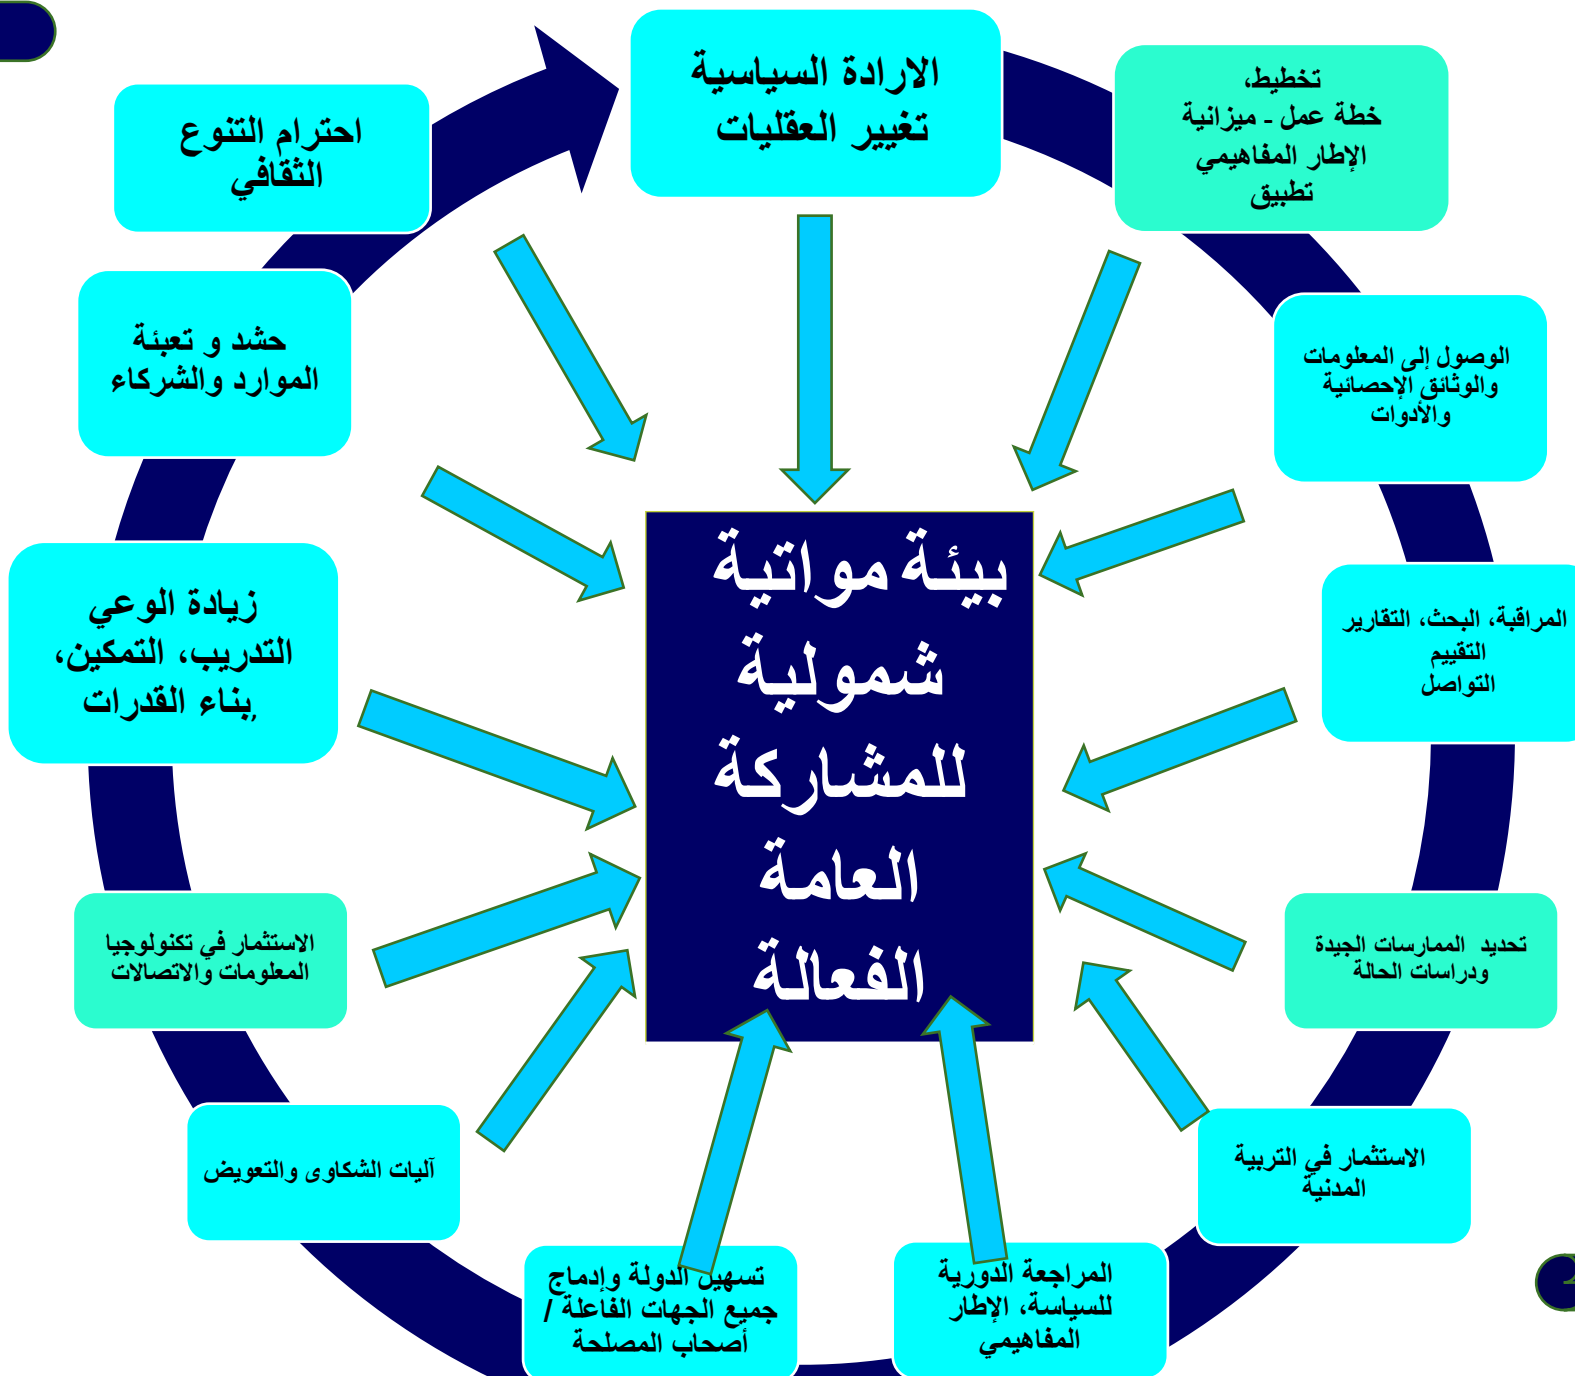 الارادة السياسية
تغيير العقليات
تخطيط،
خطة عمل - ميزانية
الإطار المفاهيمي
تطبيق
الوصول إلى المعلومات
والوثائق الإحصائية
والأدوات
المراقبة، البحث، التقارير
التقييم
التواصل
تحديد الممارسات الجيدة
ودراسات الحالة
الاستثمار في التربية
المدنية
المراجعة الدورية
للسياسة، الإطار
المفاهيمي
تسهيل الدولة وإدماج
جميع الجهات الفاعلة /
أصحاب المصلحة
آليات الشكاوى والتعويض
الاستثمار في تكنولوجيا
المعلومات والاتصالات
زيادة الوعي
التدريب، التمكين،
بناء القدرات,
حشد و تعبئة
الموارد والشركاء
احترام التنوع
الثقافي
بيئة مواتية
شمولية
للمشاركة
العامة
الفعالة